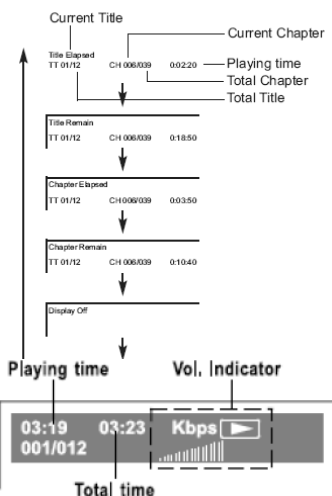 Current Title
Current Chapter
Title Elapsed
TT 01/12 CH 006/039 0:02:20
Playing time
Total Chapter
Total Title
Title Remain
TT 01/12 CH 006/039 0:18:50
Chapter Elapsed
TT 01/12 CH 006/039 0:03:50
Chapter Remain
TT 01/12 CH 006/039 0:10:40
Display Off
Playing time
Vol. Indicator
03:19 03:23 Kbps
001/012
Total time